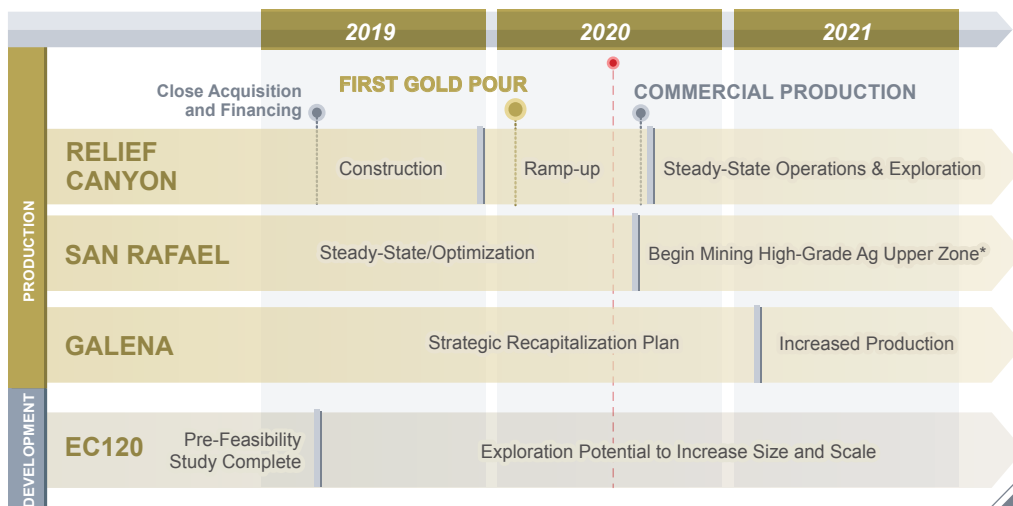 2019
2020
2021
PRODUCTION
DEVELOPMENT
Close Acquisition
and Financing
FIRST GOLD POUR
COMMERCIAL PRODUCTION
RELIEF
CANYON
Construction
Ramp-up
Steady-State Operations & Exploration
SAN RAFAEL
Steady-State/Optimization
Begin Mining High-Grade Ag Upper Zone*
GALENA
Strategic Recapitalization Plan
Increased Production
EC120
Pre-Feasibility
Study Complete
Exploration Potential to Increase Size and Scale